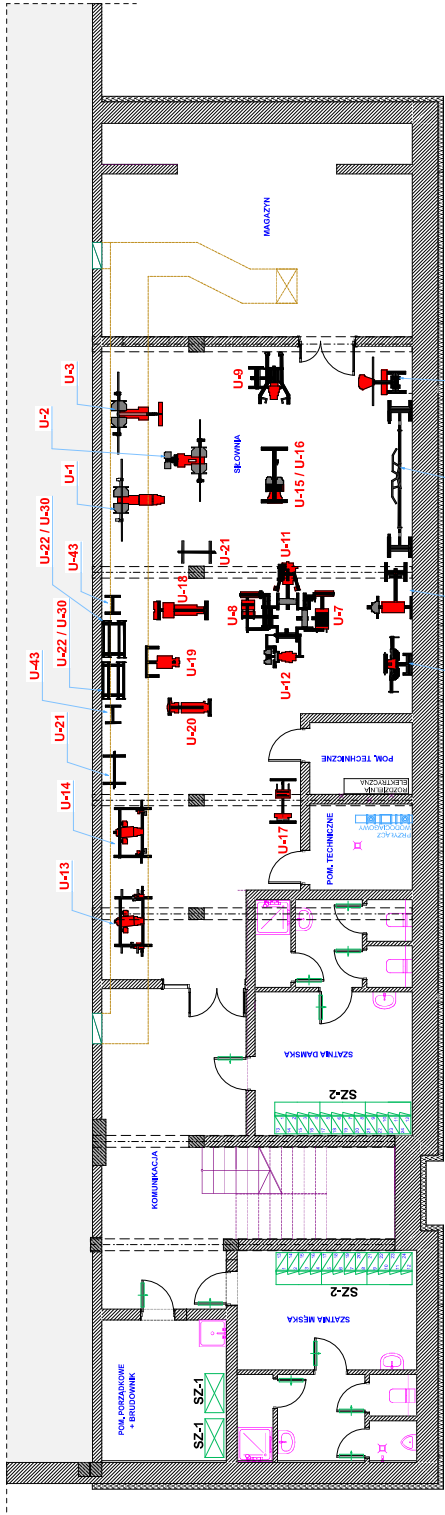 MAGAZYN
U-3
U-2
U-1
U-22 / U-30
U-43
U-22 / U-30
U-43
U-21
U-14
U-13
U-9
SIŁOWNIA
U-15 / U-16
U-21
U-18
U-11
U-8
U-7
U-19
U-12
U-20
U-17
POM. TECHNICZNE
ROZDZIELNIA
ELEKTRYCZNA
POM. TECHNICZNE
PRZYŁĄCZ
WODOCIĄGOWY
SZATNIA DAMSKA
SZ-2
KOMUNIKACJA
SZ-2
SZATNIA MĘSKA
POM. PORZĄDKOWE
+ BRUDOWNIK
SZ-1
SZ-1